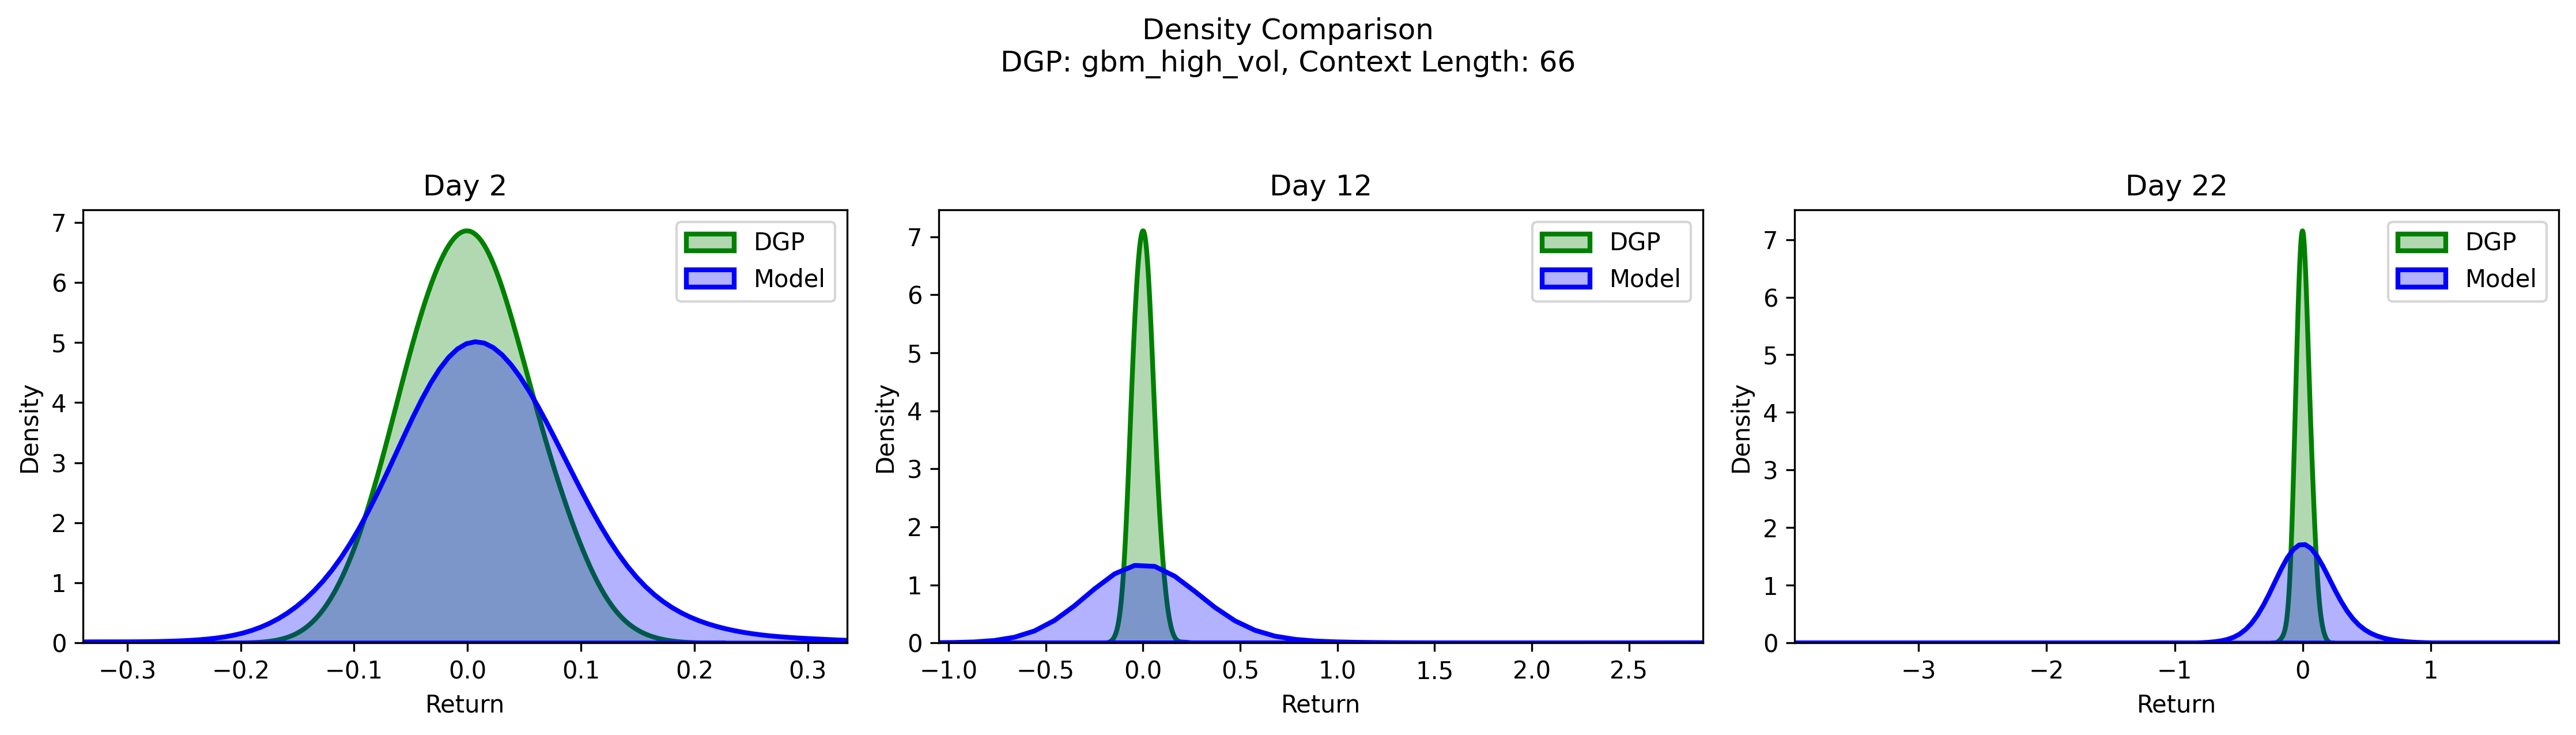 Density Comparison
DGP: gbm_high_vol, Context Length: 66
Day 2
7
6
5
4
3
2
1
0
Density
−0.3
−0.2
−0.1
0.0
0.1
0.2
0.3
Return
DGP
Model
Day 12
7
6
5
4
3
2
1
0
Density
−1.0
−0.5
0.0
0.5
1.0
1.5
2.0
2.5
Return
DGP
Model
Day 22
7
6
5
4
3
2
1
0
Density
−3
−2
−1
0
1
Return
DGP
Model